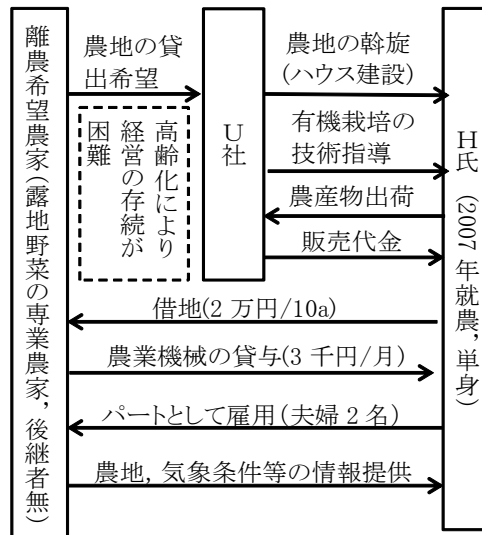 離農希望農家(露地野菜の専業農家,後継者無)
農地の貸
出希望
高齢化により
経営の存続が
困難
U社
農地の斡旋
(ハウス建設)
有機栽培の
技術指導
農産物出荷
販売代金
H氏 (2007年就農,単身)
借地(2万円/10a)
農業機械の貸与(3千円/月)
パートとして雇用(夫婦2名)
農地,気象条件等の情報提供